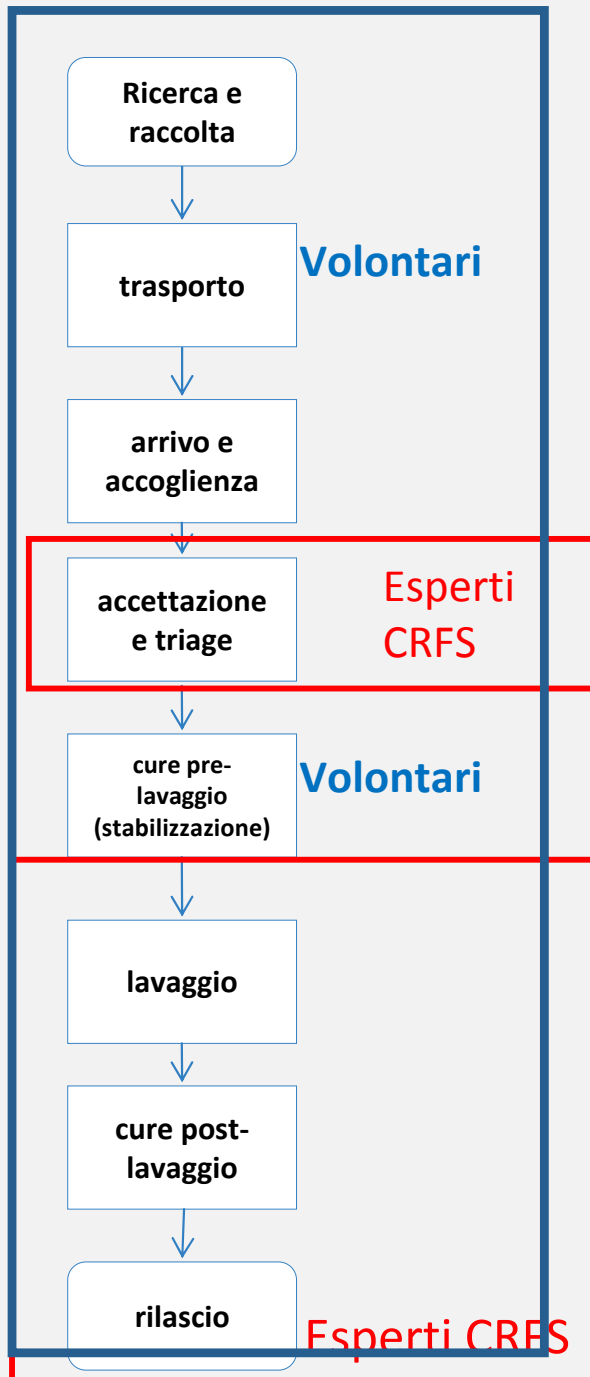 Ricerca e
raccolta
trasporto
Volontari
arrivo e
accoglienza
accettazione
e triage
Esperti
CRFS
cure pre-
lavaggio
(stabilizzazione)
Volontari
lavaggio
cure post-
lavaggio
rilascio
Esperti CRFS